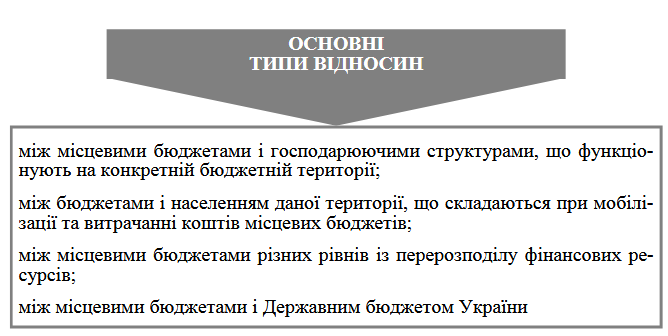 ОСНОВНІ
ТИПИ ВІДНОСИН
між місцевими бюджетами і господарюючими структурами, що функціо-
нують на конкретній бюджетній території;
між бюджетами і населенням даної території, що складаються при мобілі-
зації та витрачанні коштів місцевих бюджетів;
між місцевими бюджетами різних рівнів із перерозподілу фінансових ре-
сурсів;
між місцевими бюджетами і Державним бюджетом України